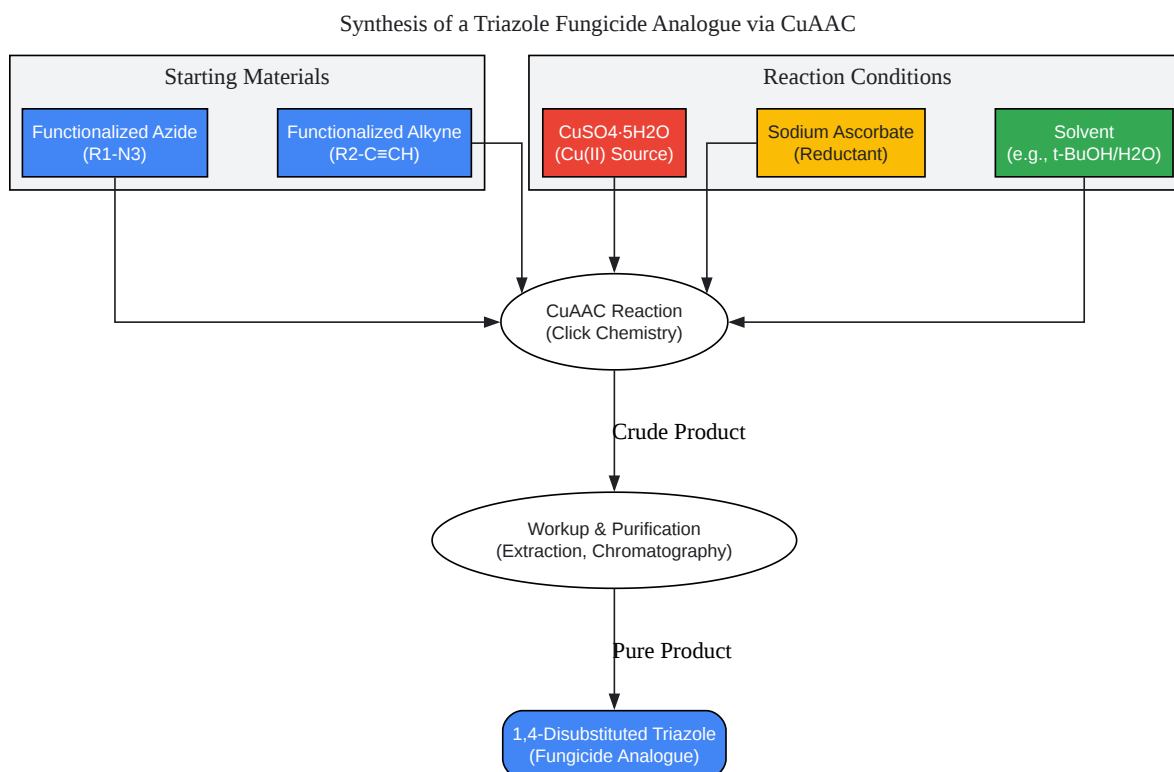 Synthesis of a Triazole Fungicide Analogue via CuAAC
Starting Materials
Reaction Conditions
Functionalized Azide
(R1-N3)
Functionalized Alkyne
(R2-C≡CH)
CuSO4·5H2O
(Cu(II) Source)
Sodium Ascorbate
(Reductant)
Solvent
(e.g., t-BuOH/H2O)
CuAAC Reaction
(Click Chemistry)
Crude Product
Workup & Purification
(Extraction, Chromatography)
Pure Product
1,4-Disubstituted Triazole
(Fungicide Analogue)